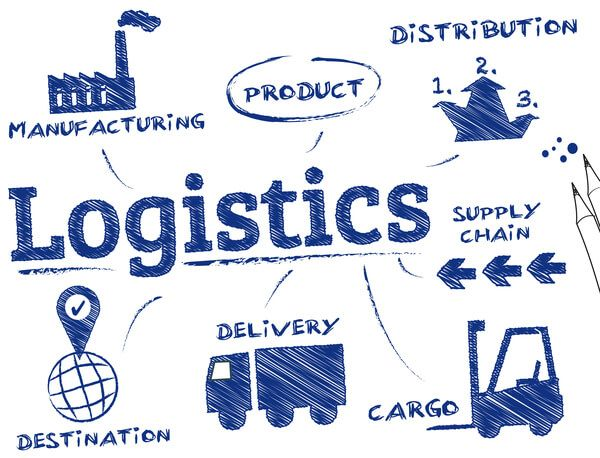 DiSTRiBUTiON
PRODUCT
1. 2. 3.
MANUFACTURiNG
Logistics
SUPPLY
CHAiN
DELiVERY
CARGO
DESTiNATiON